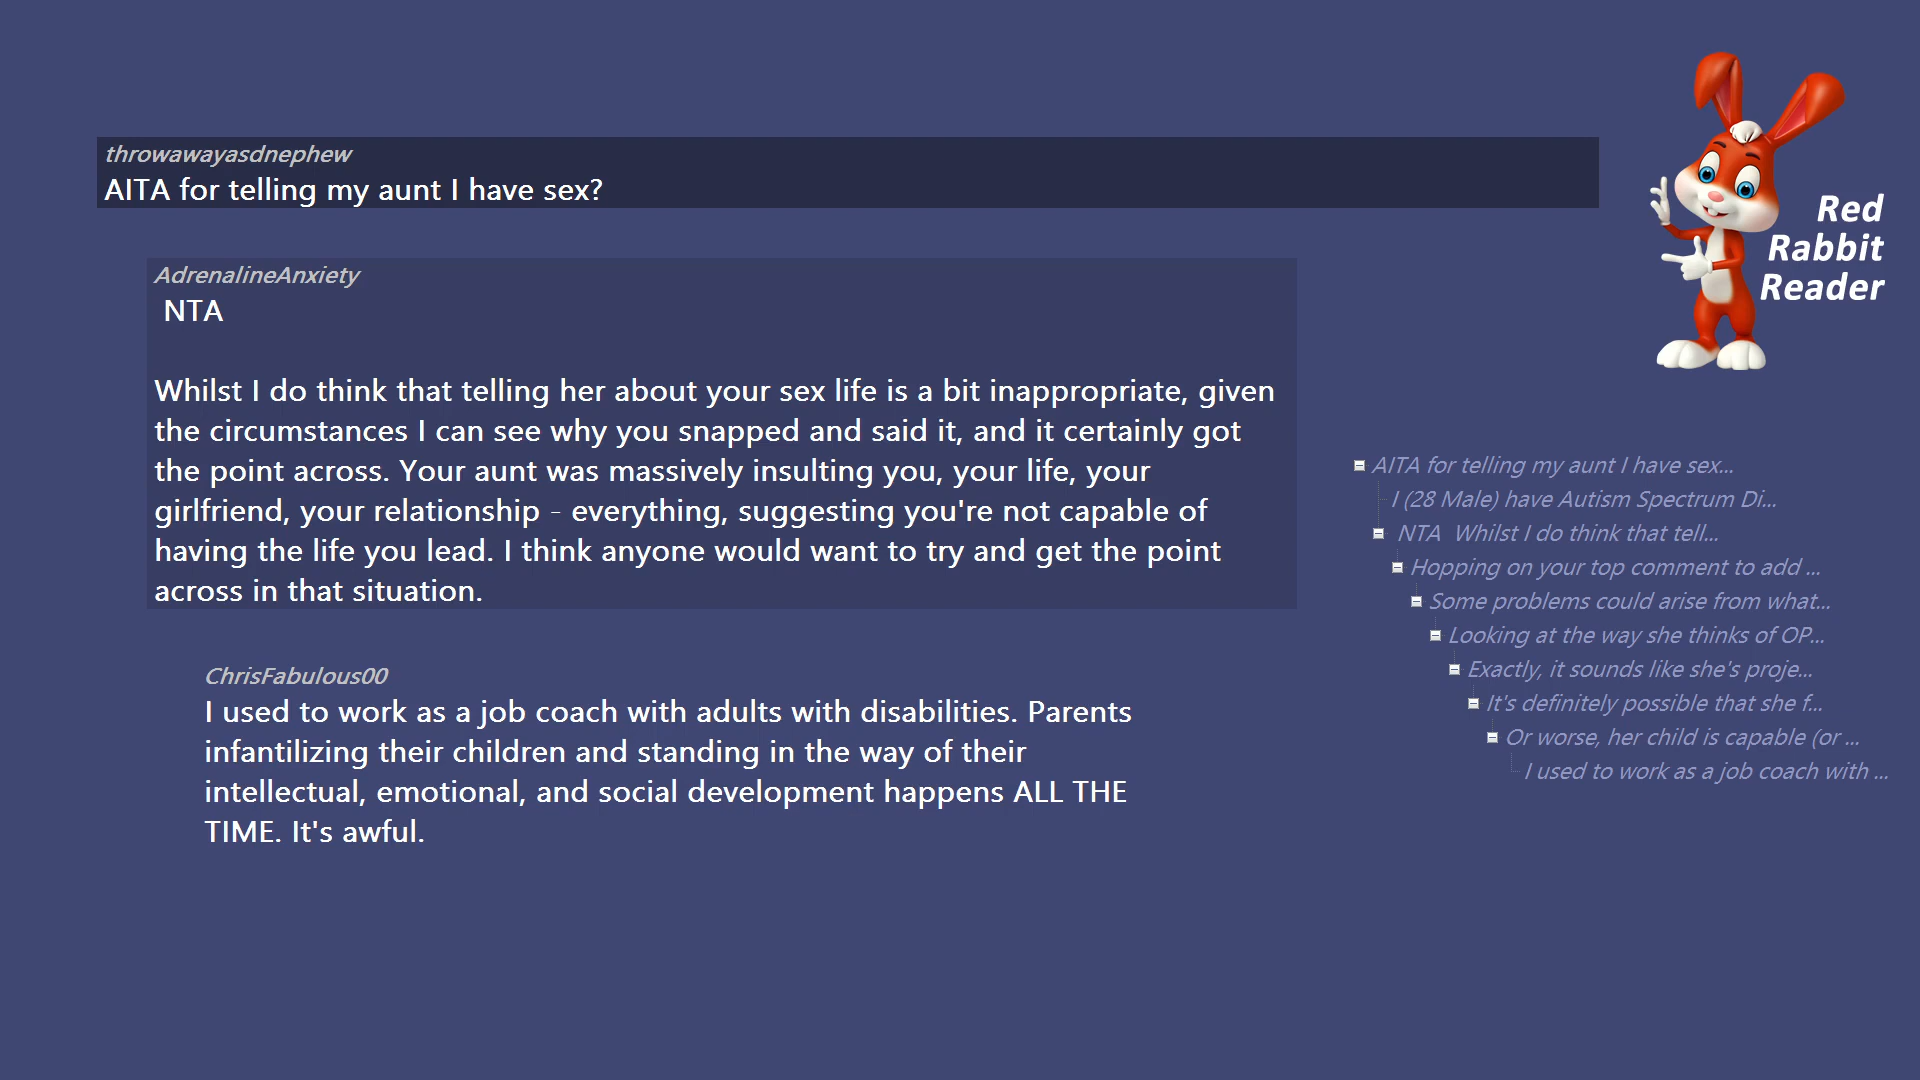 throwawayasdnephew
AITA for telling my aunt I have sex?
AdrenalineAnxiety
NTA
Whilst I do think that telling her about your sex life is a bit inappropriate, given
the circumstances I can see why you snapped and said it, and it certainly got
the point across. Your aunt was massively insulting you, your life, your
girlfriend, your relationship - everything, suggesting you're not capable of
having the life you lead. I think anyone would want to try and get the point
across in that situation.
ChrisFabulous00
I used to work as a job coach with adults with disabilities. Parents
infantilizing their children and standing in the way of their
intellectual, emotional, and social development happens ALL THE
TIME. It's awful.
Red
Rabbit
Reader
AITA for telling my aunt I have sex...
I (28 Male) have Autism Spectrum Di...
NTA  Whilst I do think that tell...
Hopping on your top comment to add ...
Some problems could arise from what...
Looking at the way she thinks of OP...
Exactly, it sounds like she's proje...
It's definitely possible that she f...
Or worse, her child is capable (or ...
I used to work as a job coach with ...